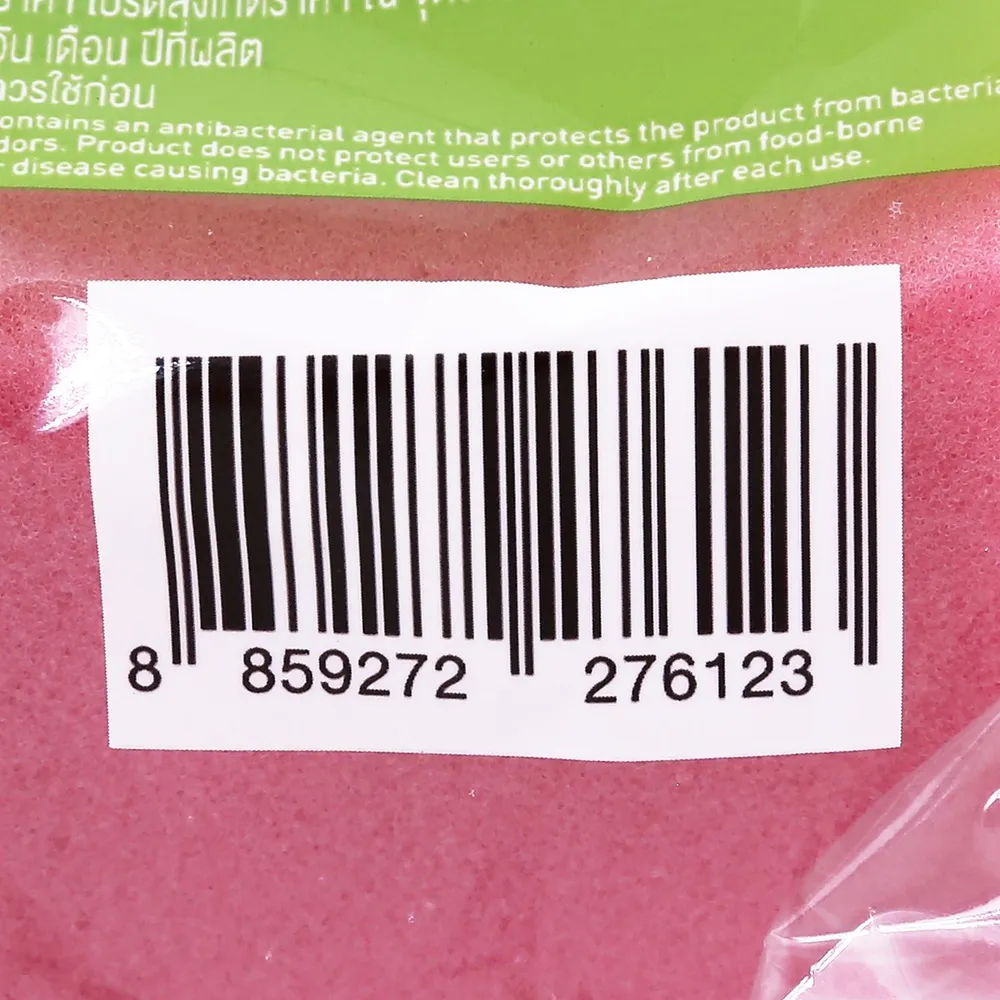 วัน เดือน ปีที่ผลิต
ควรใช้ก่อน
contains an antibacterial agent that protects the product from bacteria
odors. Product does not protect users or others from food-borne
disease causing bacteria. Clean thoroughly after each use.
8 859272 276123